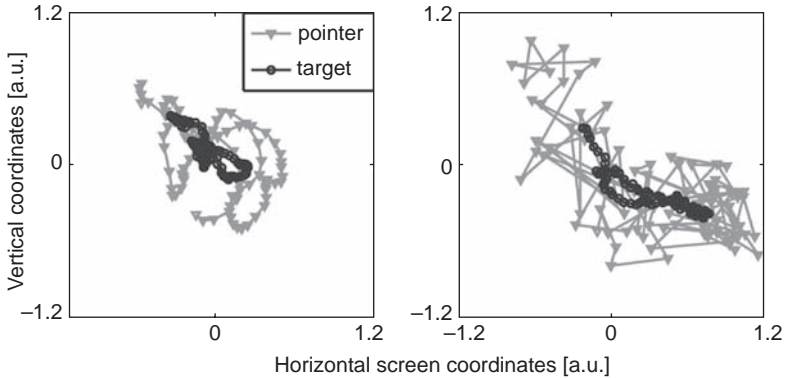 1.2
pointer
target
0
–1.2
0
1.2
Vertical coordinates [a.u.]
1.2
0
–1.2
–1.2
0
1.2
Horizontal screen coordinates [a.u.]